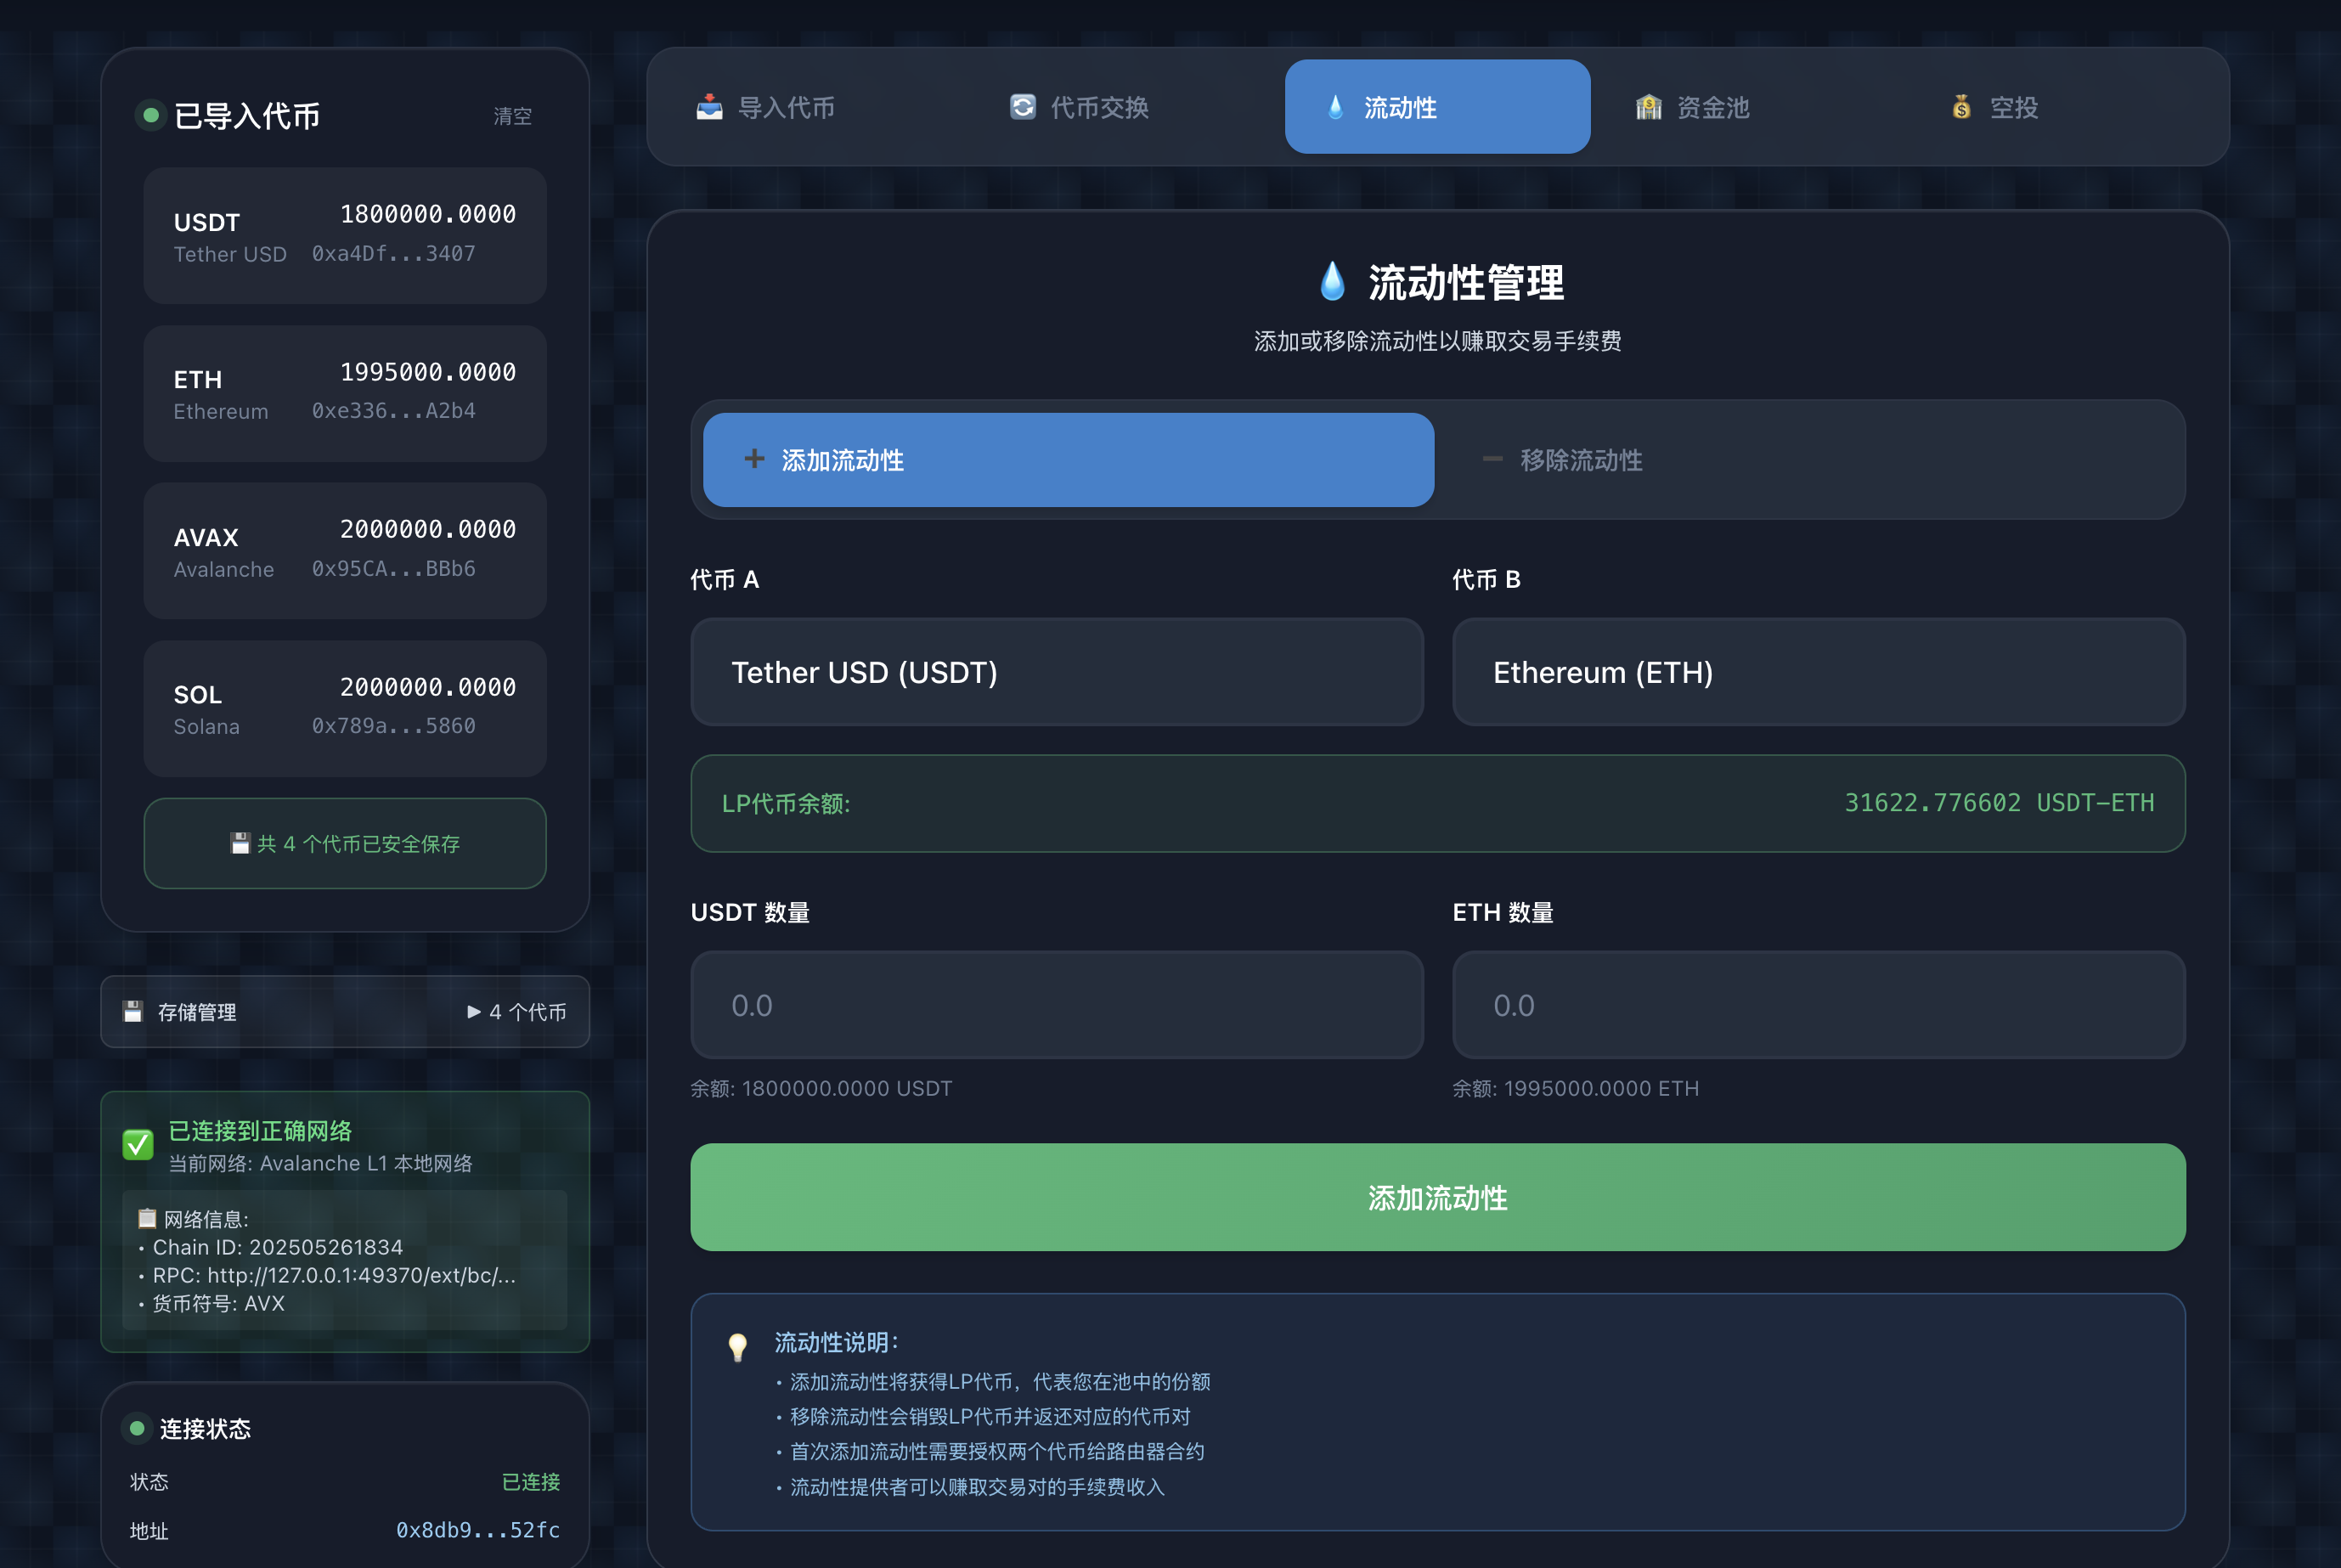 已导入代币
清空
USDT
1800000.0000
Tether USD
0xa4Df...3407
ETH
1995000.0000
Ethereum
0xe336...A2b4
AVAX
2000000.0000
Avalanche
0x95CA...BBb6
SOL
2000000.0000
Solana
0x789a...5860
共 4 个代币已安全保存
存储管理
▶ 4 个代币
已连接到正确网络
当前网络: Avalanche L1 本地网络
网络信息:
• Chain ID: 202505261834
• RPC: http://127.0.0.1:49370/ext/bc/...
• 货币符号: AVX
连接状态
状态
已连接
地址
0x8db9...52fc
导入代币
代币交换
流动性
资金池
空投
流动性管理
添加或移除流动性以赚取交易手续费
添加流动性
移除流动性
代币 A
代币 B
Tether USD (USDT)
Ethereum (ETH)
LP代币余额:
31622.776602 USDT-ETH
USDT 数量
ETH 数量
0.0
0.0
余额: 1800000.0000 USDT
余额: 1995000.0000 ETH
添加流动性
流动性说明：
• 添加流动性将获得LP代币，代表您在池中的份额
• 移除流动性会销毁LP代币并返还对应的代币对
• 首次添加流动性需要授权两个代币给路由器合约
• 流动性提供者可以赚取交易对的手续费收入